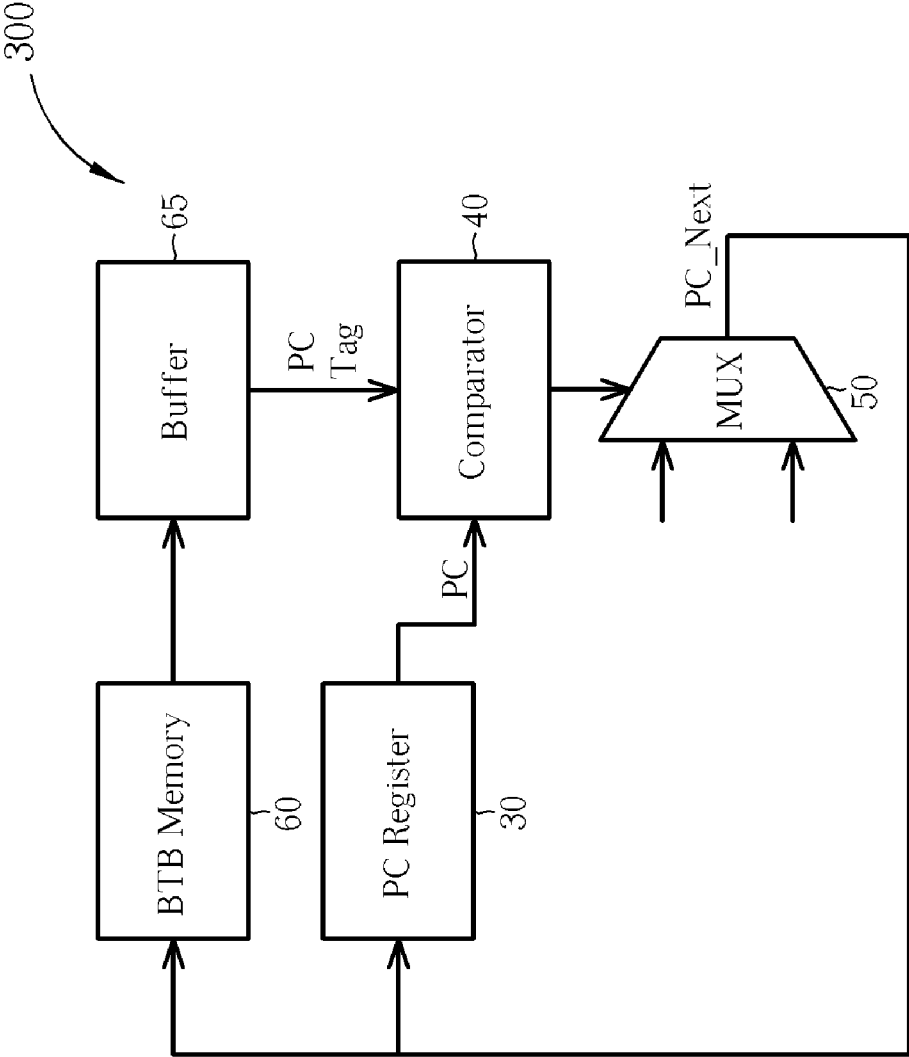 300
BTB Memory
60
Buffer
65
PC Register
30
PC
PC
Tag
Comparator
40
MUX
50
PC_Next